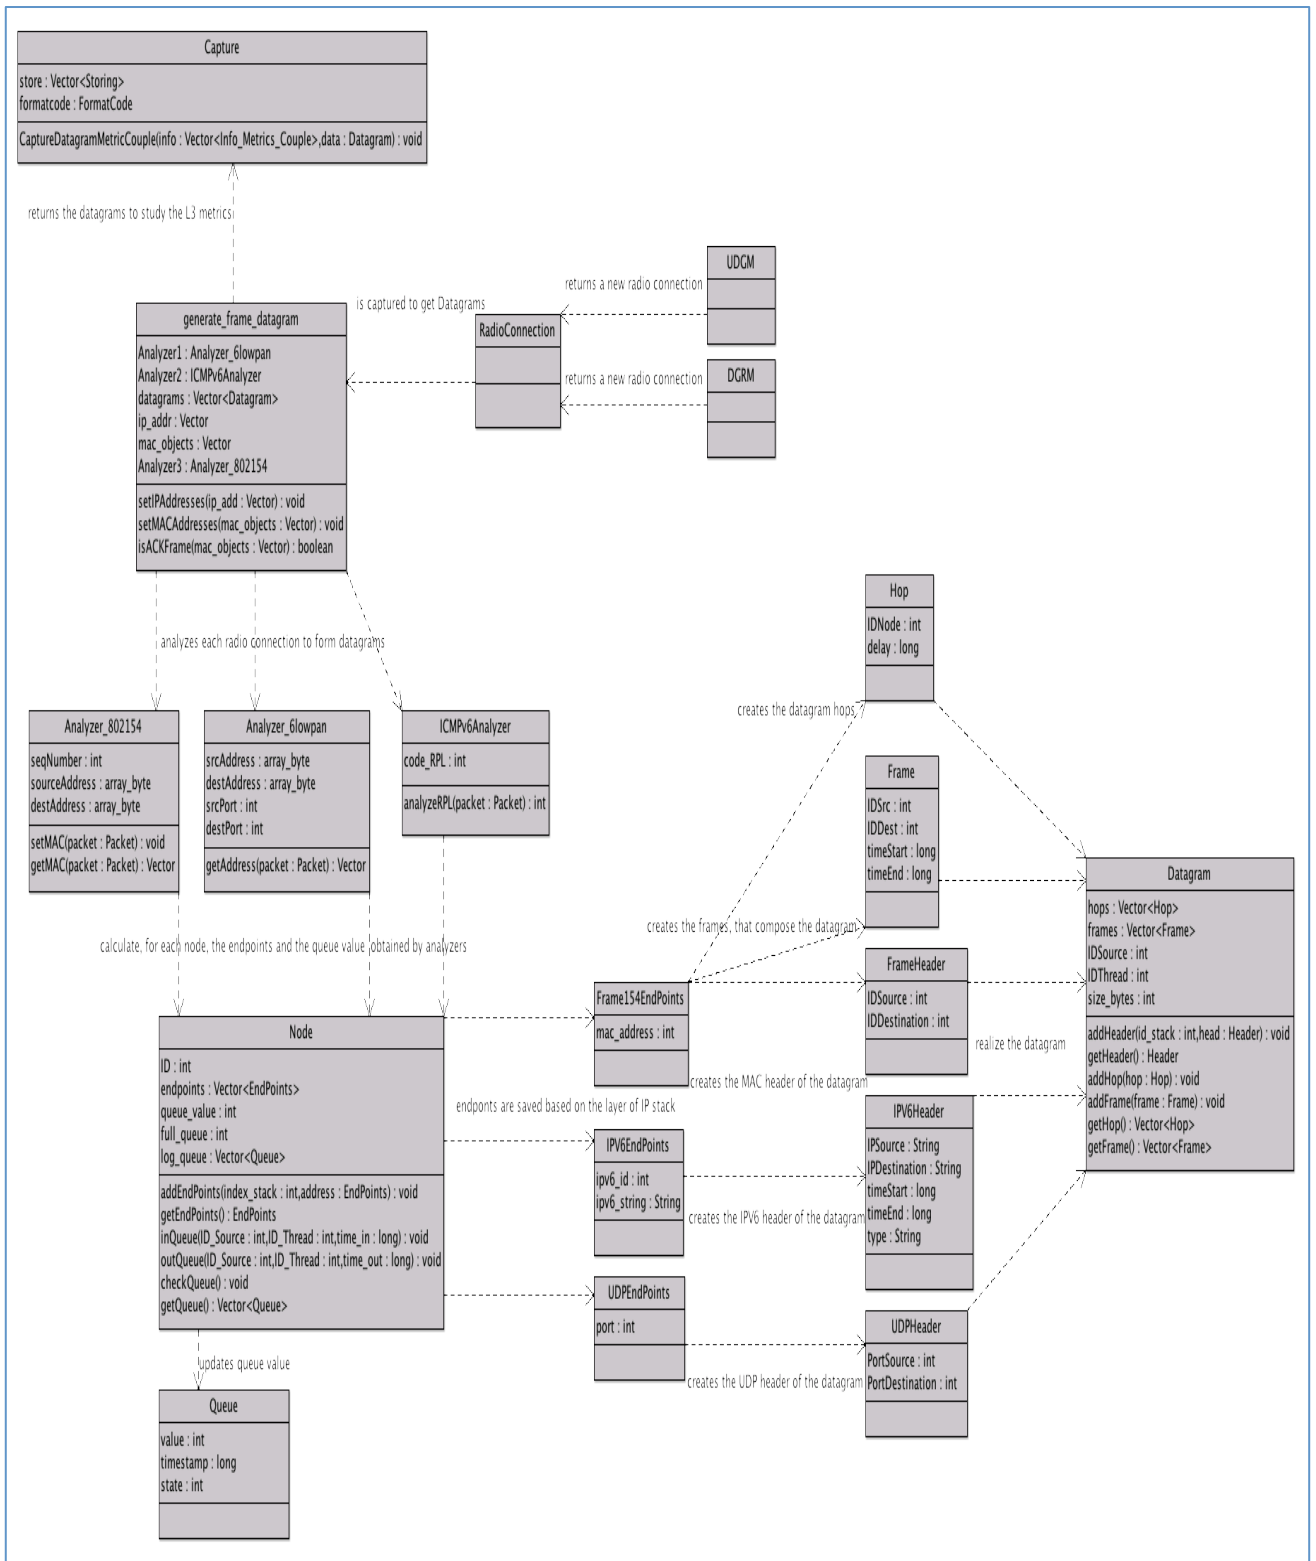 Capture
store : Vector<Storing>
formatcode : FormatCode
CaptureDatagramMetricCouple(info : Vector<Info_Metrics_Couple>,data : Datagram) : void
returns the datagrams to study the L3 metrics
UDGM
returns a new radio connection
is captured to get Datagrams
generate_frame_datagram
Analyzer1 : Analyzer_6lowpan
Analyzer2 : ICMPv6Analyzer
datagrams : Vector<Datagram>
ip_addr : Vector
mac_objects : Vector
Analyzer3 : Analyzer_802154
setIPAddresses(ip_add : Vector) : void
setMACAddresses(mac_objects : Vector) : void
isACKFrame(mac_objects : Vector) : boolean
RadioConnection
DGRM
returns a new radio connection
analyzes each radio connection to form datagrams
Analyzer_802154
seqNumber : int
sourceAddress : array_byte
destAddress : array_byte
setMAC(packet : Packet) : void
getMAC(packet : Packet) : Vector
Analyzer_6lowpan
srcAddress : array_byte
destAddress : array_byte
srcPort : int
destPort : int
getAddress(packet : Packet) : Vector
ICMPv6Analyzer
code_RPL : int
analyzeRPL(packet : Packet) : int
calculate, for each node, the endpoints and the queue value obtained by analyzers
Hop
IDNode : int
delay : long
creates the datagram hops
Frame
IDSrc : int
IDDest : int
timeStart : long
timeEnd : long
creates the frames, that compose the datagram
Datagram
hops : Vector<Hop>
frames : Vector<Frame>
IDSource : int
IDThread : int
size_bytes : int
addHeader(id_stack : int,head : Header) : void
getHeader() : Header
addHop(hop : Hop) : void
addFrame(frame : Frame) : void
getHop() : Vector<Hop>
getFrame() : Vector<Frame>
FrameHeader
IDSource : int
IDDestination : int
realize the datagram
Frame154EndPoints
mac_address : int
creates the MAC header of the datagram
Node
ID : int
endpoints : Vector<EndPoints>
queue_value : int
full_queue : int
log_queue : Vector<Queue>
addEndPoints(index_stack : int,address : EndPoints) : void
getEndPoints() : EndPoints
inQueue(ID_Source : int,ID_Thread : int,time_in : long) : void
outQueue(ID_Source : int,ID_Thread : int,time_out : long) : void
checkQueue() : void
getQueue() : Vector<Queue>
endponts are saved based on the layer of IP stack
IPV6EndPoints
ipv6_id : int
ipv6_string : String
creates the IPV6 header of the datagram
IPV6Header
IPSource : String
IPDestination : String
timeStart : long
timeEnd : long
type : String
UDPEndPoints
port : int
creates the UDP header of the datagram
UDPHeader
PortSource : int
PortDestination : int
updates queue value
Queue
value : int
timestamp : long
state : int